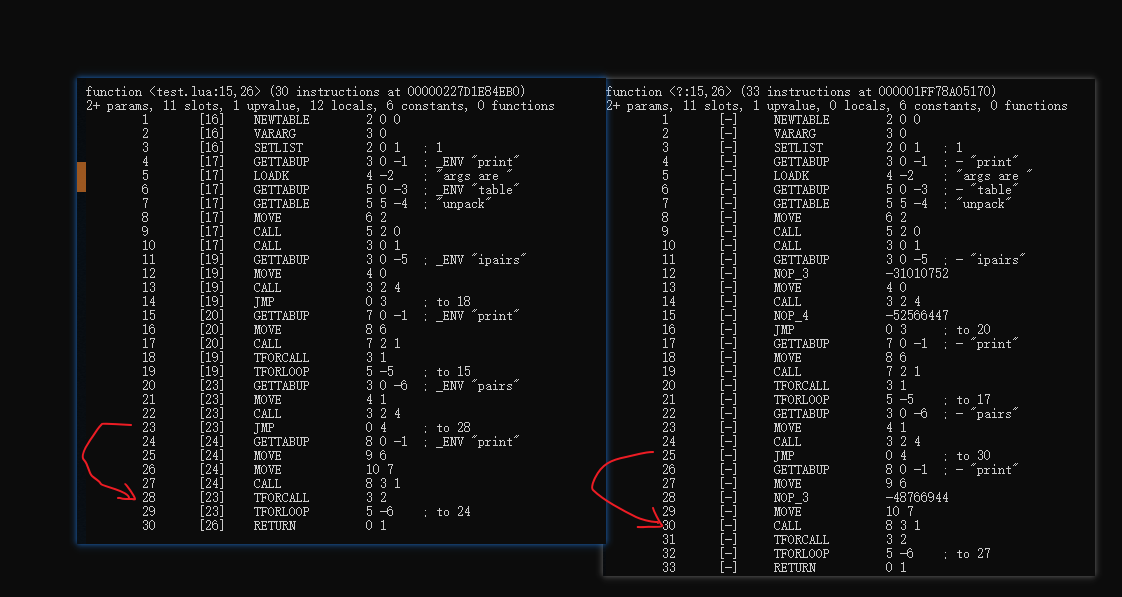 function <test.lua:15,26> (30 instructions at 00000227D1E84EB0)
2+ params, 11 slots, 1 upvalue, 12 locals, 6 constants, 0 functions
1 [16] NEWTABLE 2 0 0
2 [16] VARARG 3 0
3 [16] SETLIST 2 0 1 ; 1
4 [17] GETTABUP 3 0 -1 ; _ENV "print"
5 [17] LOADK 4 -2 ; "args are "
6 [17] GETTABUP 5 0 -3 ; _ENV "table"
7 [17] GETTABLE 5 5 -4 ; "unpack"
8 [17] MOVE 6 2
9 [17] CALL 5 2 0
10 [17] CALL 3 0 1
11 [19] GETTABUP 3 0 -5 ; _ENV "ipairs"
12 [19] MOVE 4 0
13 [19] CALL 3 2 4
14 [19] JMP 0 3 ; to 18
15 [20] GETTABUP 7 0 -1 ; _ENV "print"
16 [20] MOVE 8 6
17 [20] CALL 7 2 1
18 [19] TFORCALL 3 1
19 [19] TFORLOOP 5 -5 ; to 15
20 [23] GETTABUP 3 0 -6 ; _ENV "pairs"
21 [23] MOVE 4 1
22 [23] CALL 3 2 4
23 [23] JMP 0 4 ; to 28
24 [24] GETTABUP 8 0 -1 ; _ENV "print"
25 [24] MOVE 9 6
26 [24] MOVE 10 7
27 [24] CALL 8 3 1
28 [23] TFORCALL 3 2
29 [23] TFORLOOP 5 -6 ; to 24
30 [26] RETURN 0 1
function <?:15,26> (33 instructions at 000001FF78A05170)
2+ params, 11 slots, 1 upvalue, 0 locals, 6 constants, 0 functions
1 [-] NEWTABLE 2 0 0
2 [-] VARARG 3 0
3 [-] SETLIST 2 0 1 ; 1
4 [-] GETTABUP 3 0 -1 ; - "print"
5 [-] LOADK 4 -2 ; "args are "
6 [-] GETTABUP 5 0 -3 ; - "table"
7 [-] GETTABLE 5 5 -4 ; "unpack"
8 [-] MOVE 6 2
9 [-] CALL 5 2 0
10 [-] CALL 3 0 1
11 [-] GETTABUP 3 0 -5 ; - "ipairs"
12 [-] NOP_3 -31010752
13 [-] MOVE 4 0
14 [-] CALL 3 2 4
15 [-] NOP_4 -52566447
16 [-] JMP 0 3 ; to 20
17 [-] GETTABUP 7 0 -1 ; - "print"
18 [-] MOVE 8 6
19 [-] CALL 7 2 1
20 [-] TFORCALL 3 1
21 [-] TFORLOOP 5 -5 ; to 17
22 [-] GETTABUP 3 0 -6 ; - "pairs"
23 [-] MOVE 4 1
24 [-] CALL 3 2 4
25 [-] JMP 0 4 ; to 30
26 [-] GETTABUP 8 0 -1 ; - "print"
27 [-] MOVE 9 6
28 [-] NOP_3 -48766944
29 [-] MOVE 10 7
30 [-] CALL 8 3 1
31 [-] TFORCALL 3 2
32 [-] TFORLOOP 5 -6 ; to 27
33 [-] RETURN 0 1